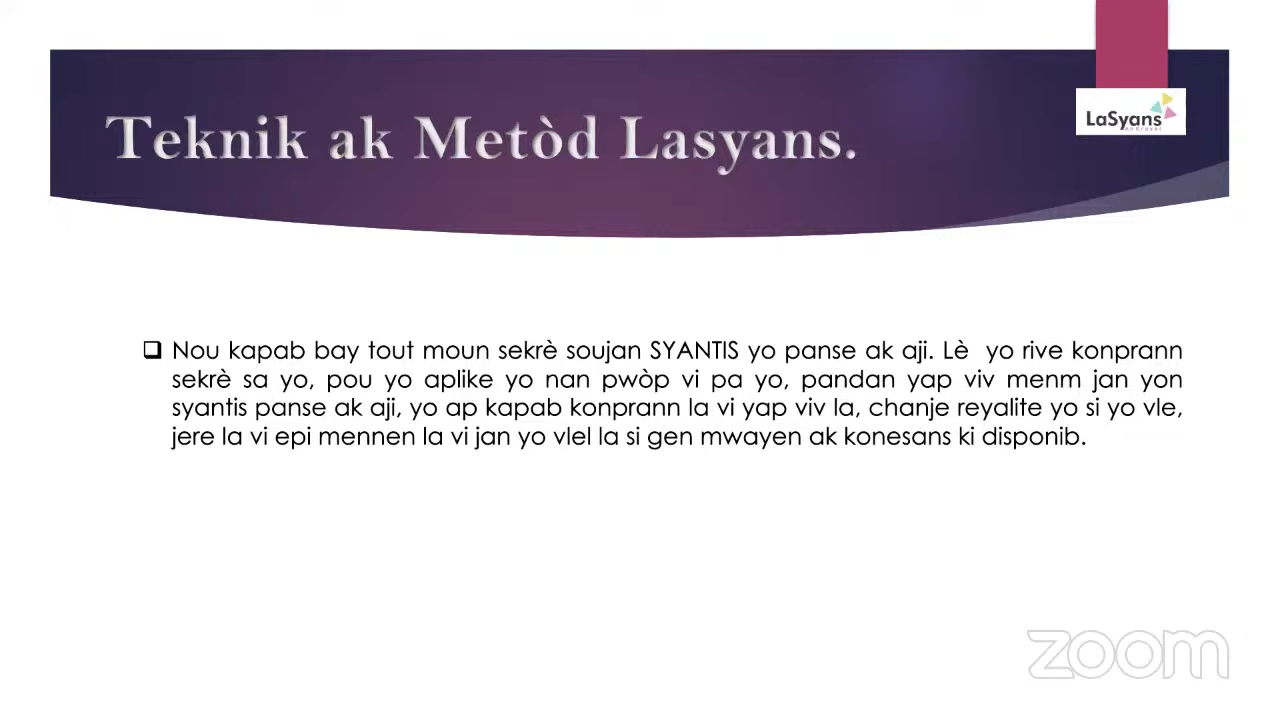 Teknik ak Metòd Lasyans.
LaSyans
An Kreyol
Nou kapab bay tout moun sekrè soujan SYANTIS yo panse ak aji. Lè yo rive konprann
sekrè sa yo, pou yo aplike yo nan pwòp vi pa yo, pandan yap viv menm jan yon
syantis panse ak aji, yo ap kapab konprann la vi yap viv la, chanje reyalite yo si yo vle,
jere la vi epi mennen la vi jan yo vlel la si gen mwayen ak konesans ki disponib.
zoom